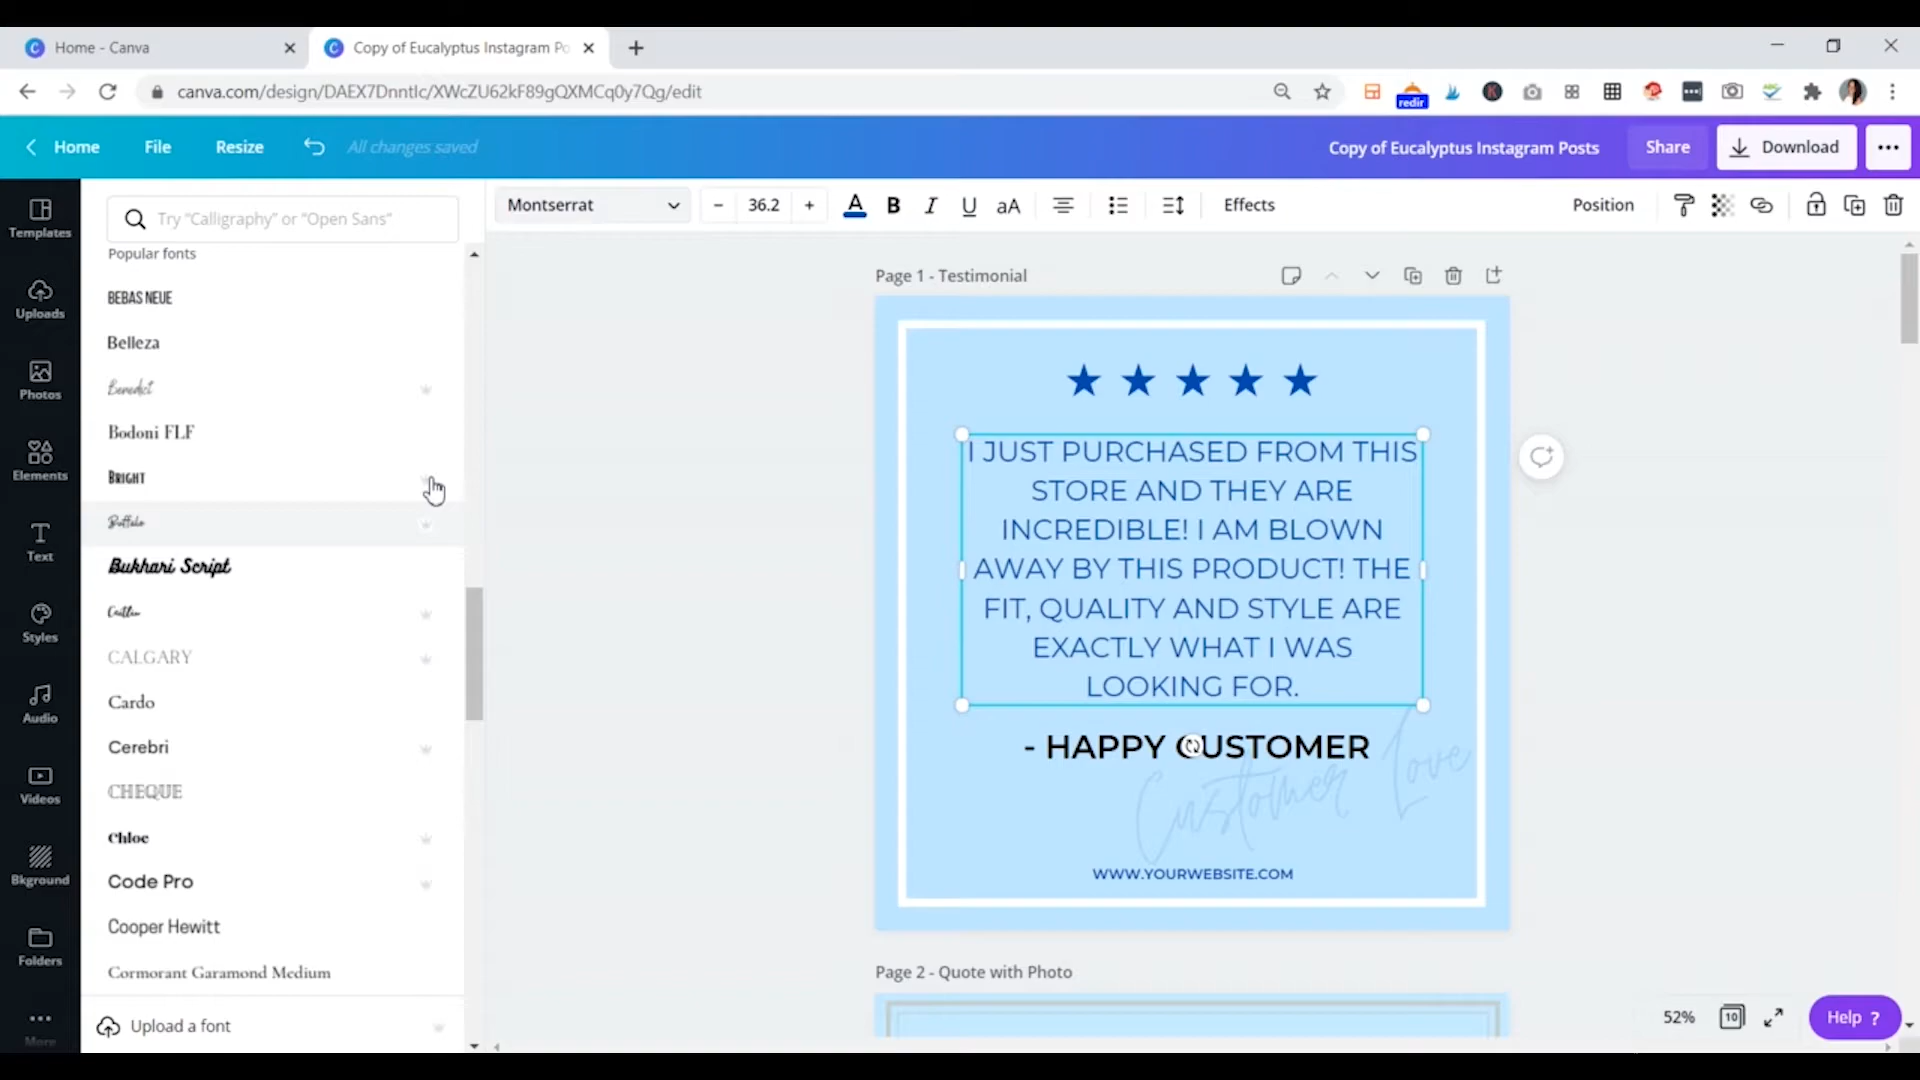 Home - Canva
Copy of Eucalyptus Instagram Po
canva.com/design/DAEX7DnntIc/XWcZU62kF89gQXMCq0y7Qg/edit
redir
Home
File
Resize
All changes saved
Copy of Eucalyptus Instagram Posts
Share
Download
Templates
Uploads
Photos
Elements
Text
Styles
Audio
Videos
Bkground
Folders
More
Try “Calligraphy” or “Open Sans”
Popular fonts
BEBAS NEUE
Belleza
Benedict
Bodoni FLF
BRIGHT
Buffalo
Bukhari Script
Caitlin
CALGARY
Cardo
Cerebri
CHEQUE
Chloe
Code Pro
Cooper Hewitt
Cormorant Garamond Medium
Upload a font
Montserrat
36.2
A
B
I
U
aA
Effects
Position
Page 1 - Testimonial
I JUST PURCHASED FROM THIS
STORE AND THEY ARE
INCREDIBLE! I AM BLOWN
AWAY BY THIS PRODUCT! THE
FIT, QUALITY AND STYLE ARE
EXACTLY WHAT I WAS
LOOKING FOR.
- HAPPY CUSTOMER
Customer Love
WWW.YOURWEBSITE.COM
Page 2 - Quote with Photo
52%
10
Help ?